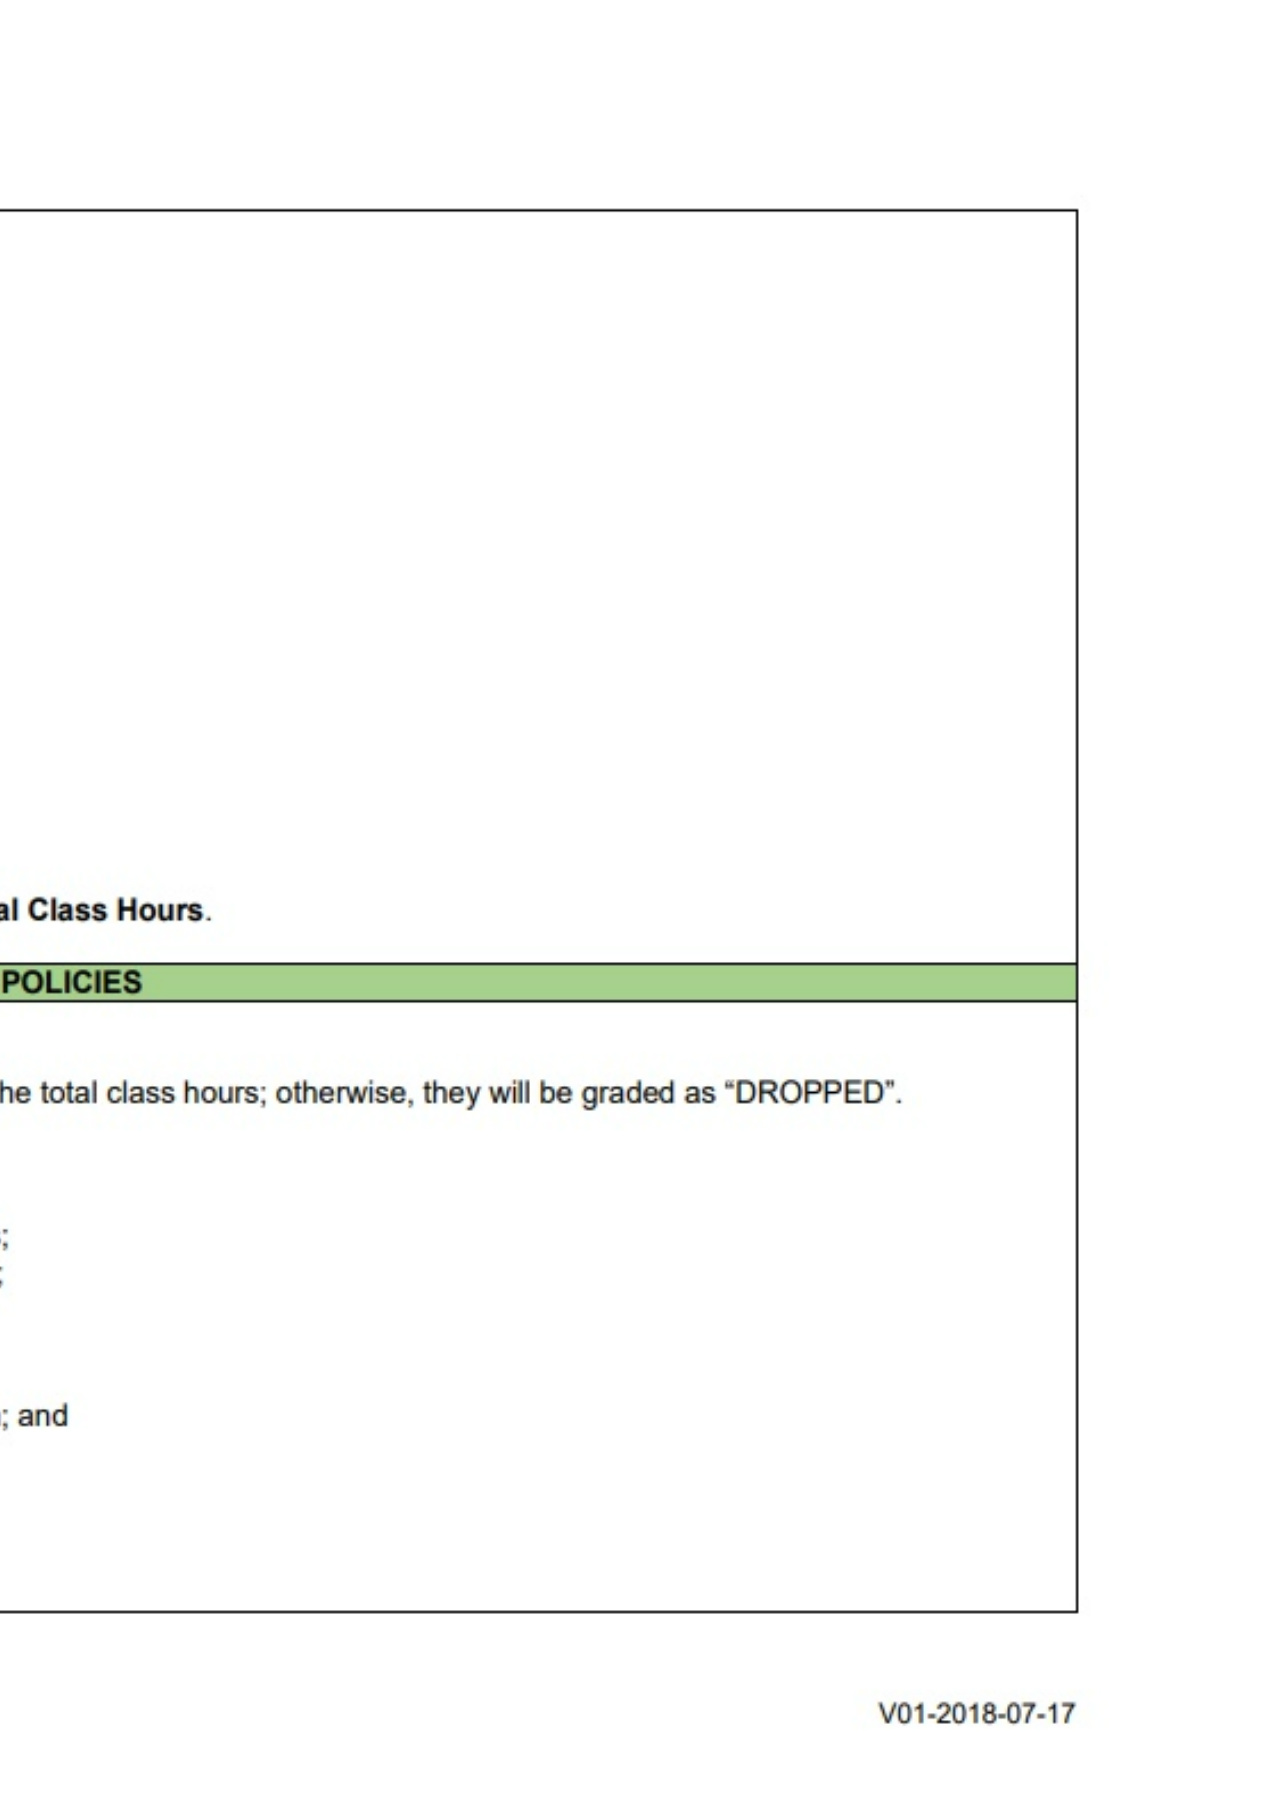 al Class Hours.
POLICIES
he total class hours; otherwise, they will be graded as “DROPPED”.
;
;
; and
V01-2018-07-17